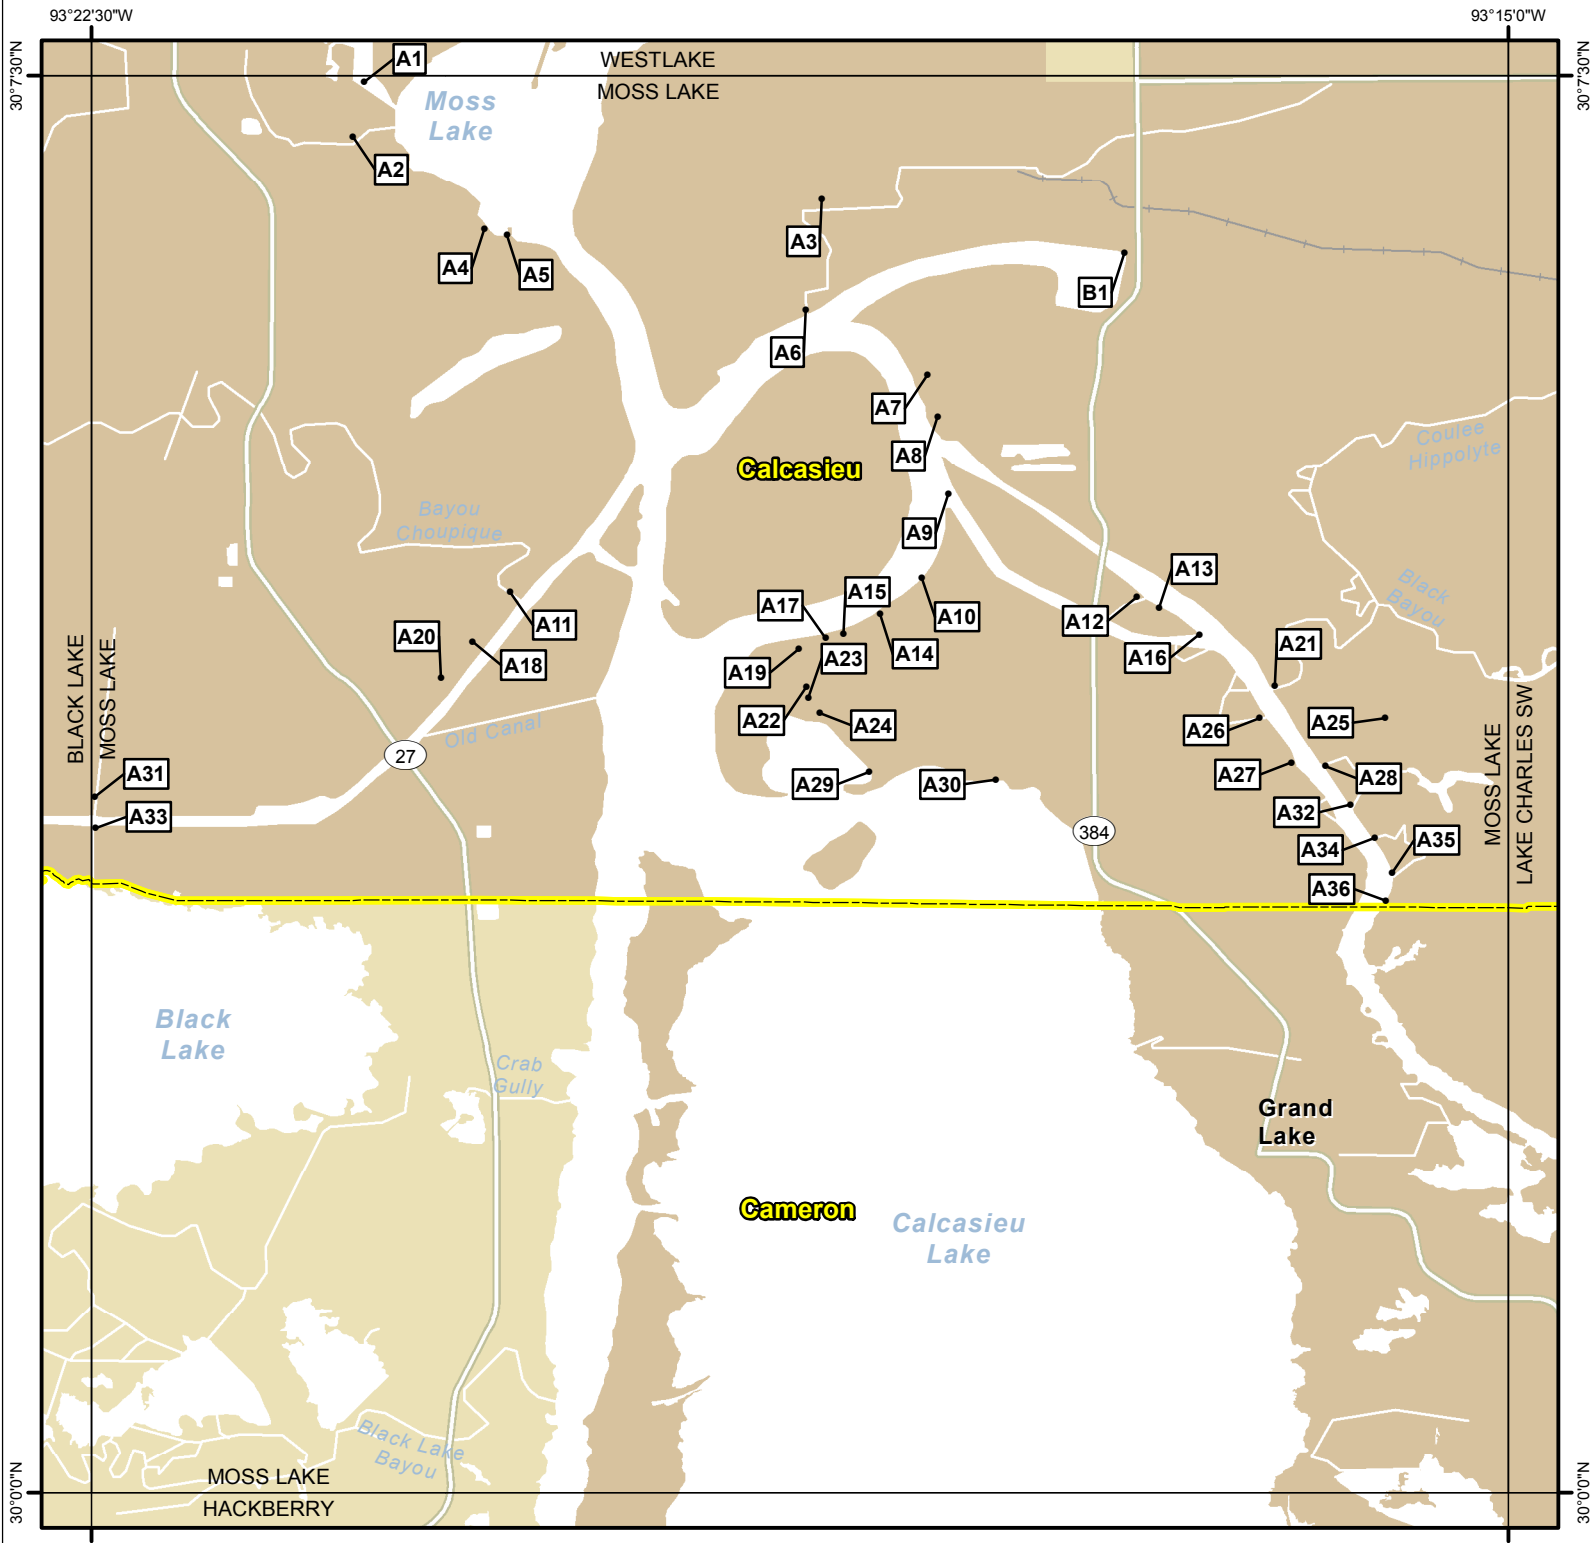 93°22'30"W
93°15'0"W
30°7'30"N
30°7'30"N
WESTLAKE
MOSS LAKE
A1
Moss
Lake
A2
A3
A4
A5
B1
A6
A7
A8
Calcasieu
Coulee
Hippolyte
Bayou
Choupique
A9
A13
Black
Bayou
A15
A17
A10
A11
A12
A20
A14
A23
A21
A16
A18
A19
BLACK LAKE
MOSS LAKE
A22
A24
A25
A26
Old Canal
27
A31
A27
A28
A29
A30
MOSS LAKE
LAKE CHARLES SW
A32
A33
384
A35
A34
A36
Black
Lake
Crab
Gully
Grand
Lake
Cameron
Calcasieu
Lake
Black Lake
Bayou
MOSS LAKE
HACKBERRY
30°0'0"N
30°0'0"N